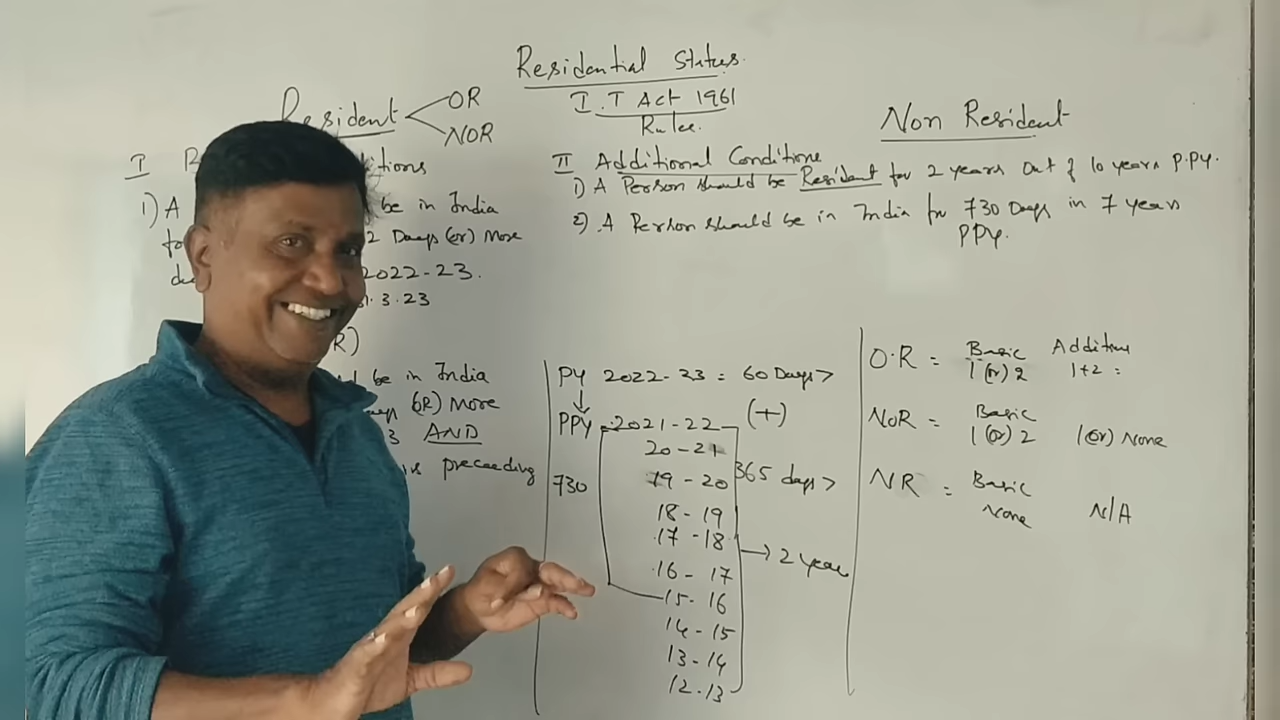 Residential Status.
I.T Act 1961
Rules.
Resident
OR
NOR
Non Resident
I
1) A be in India
2 Days (or) More
2022-23.
3.23
R)
be in India
(OR) More
3 AND
preceeding
II Additional Conditions
1) A Person should be Resident for 2 years Out of 10 years P.PY.
2) A Person should be in India for 730 Days in 7 years
PPY.
PY 2022-23 = 60 Days >
(+)
PPY 2021-22
20-21
365 days >
730
19-20
18-19
17-18
16-17
→ 2 year
15-16
14-15
13-14
12-13
O.R = Basic
1 (or) 2 1+2 =
NOR = Basic
1 (or) 2 1 (or) None
NR = Basic
None N/A